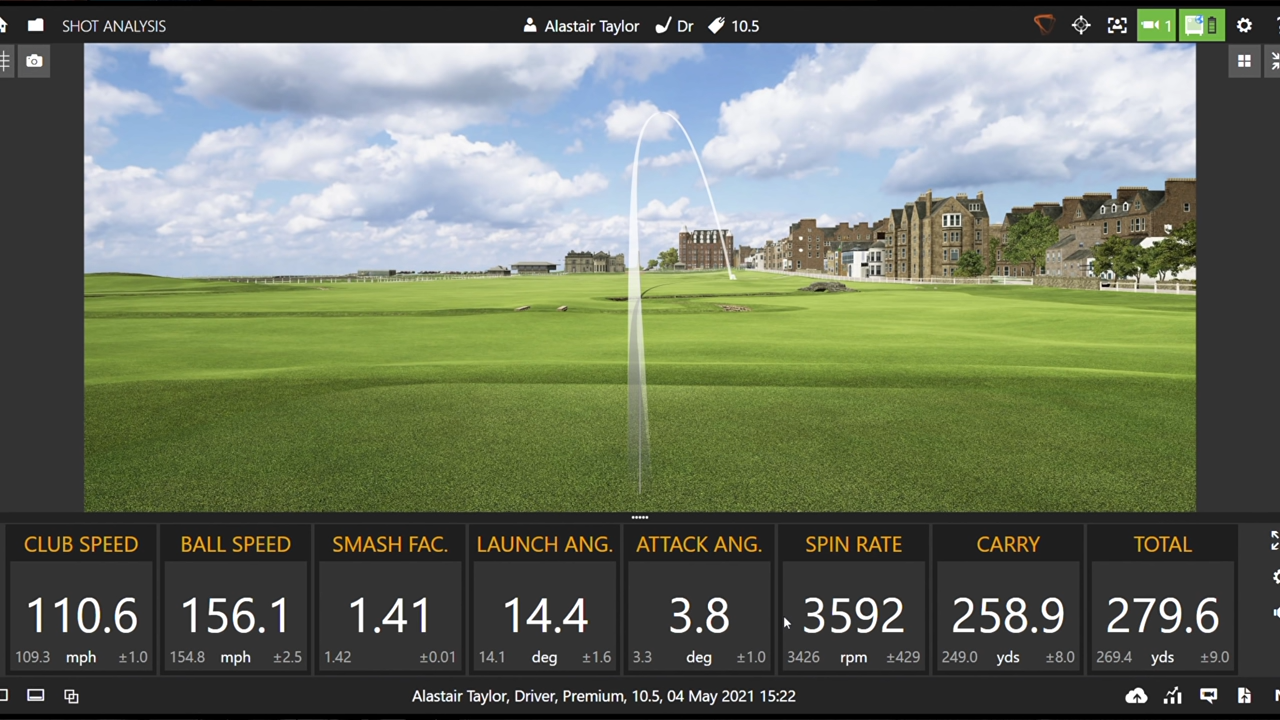 SHOT ANALYSIS
Alastair Taylor Dr 10.5
1
CLUB SPEED BALL SPEED SMASH FAC. LAUNCH ANG. ATTACK ANG. SPIN RATE CARRY TOTAL
110.6 156.1 1.41 14.4 3.8 3592 258.9 279.6
109.3 mph ±1.0 154.8 mph ±2.5 1.42 ±0.01 14.1 deg ±1.6 3.3 deg ±1.0 3426 rpm ±429 249.0 yds ±8.0 269.4 yds ±9.0
Alastair Taylor, Driver, Premium, 10.5, 04 May 2021 15:22